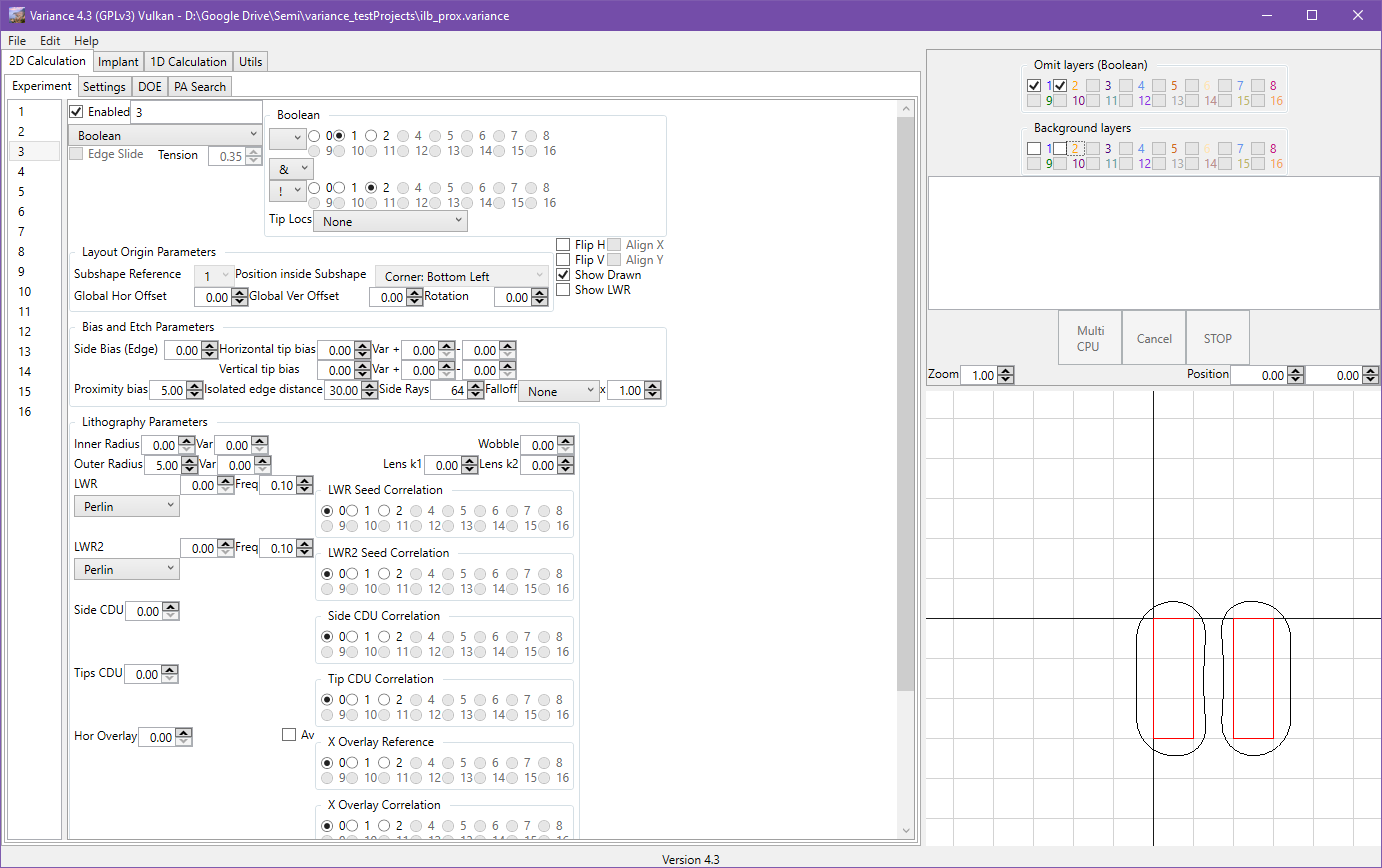 Variance 4.3 (GPLv3) Vulkan - D:\Google Drive\Semi\variance_testProjects\ilb_prox.variance
File Edit Help
2D Calculation Implant 1D Calculation Utils
Experiment Settings DOE PA Search
1
2
3
4
5
6
7
8
9
10
11
12
13
14
15
16
Enabled 3
Boolean
Edge Slide Tension 0.35
Boolean
0 1 2 4 5 6 7 8
9 10 11 12 13 14 15 16
&
! 0 1 2 4 5 6 7 8
9 10 11 12 13 14 15 16
Tip Locs None
Layout Origin Parameters
Subshape Reference 1 Position inside Subshape Corner: Bottom Left
Global Hor Offset 0.00 Global Ver Offset 0.00 Rotation 0.00
Flip H Align X
Flip V Align Y
Show Drawn
Show LWR
Bias and Etch Parameters
Side Bias (Edge) 0.00 Horizontal tip bias 0.00 Var + 0.00 - 0.00
Vertical tip bias 0.00 Var + 0.00 - 0.00
Proximity bias 5.00 Isolated edge distance 30.00 Side Rays 64 Falloff None x 1.00
Lithography Parameters
Inner Radius 0.00 Var 0.00 Wobble 0.00
Outer Radius 5.00 Var 0.00 Lens k1 0.00 Lens k2 0.00
LWR 0.00 Freq 0.10
Perlin
LWR Seed Correlation
0 1 2 4 5 6 7 8
9 10 11 12 13 14 15 16
LWR2 0.00 Freq 0.10
Perlin
LWR2 Seed Correlation
0 1 2 4 5 6 7 8
9 10 11 12 13 14 15 16
Side CDU 0.00
Side CDU Correlation
0 1 2 4 5 6 7 8
9 10 11 12 13 14 15 16
Tips CDU 0.00
Tip CDU Correlation
0 1 2 4 5 6 7 8
9 10 11 12 13 14 15 16
Hor Overlay 0.00 Av
X Overlay Reference
0 1 2 4 5 6 7 8
9 10 11 12 13 14 15 16
X Overlay Correlation
0 1 2 4 5 6 7 8
Omit layers (Boolean)
1 2 3 4 5 6 7 8
9 10 11 12 13 14 15 16
Background layers
1 2 3 4 5 6 7 8
9 10 11 12 13 14 15 16
Multi
CPU
Cancel
STOP
Zoom 1.00 Position 0.00 0.00
Version 4.3